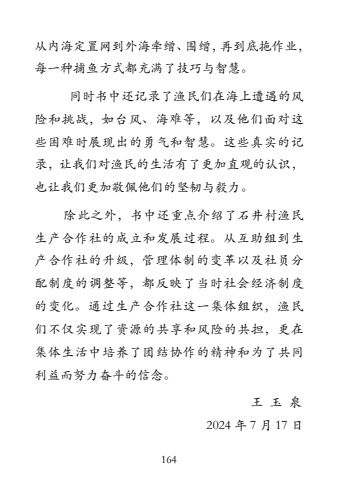 从内海定置网到外海牵缯、围缯，再到底拖作业，
每一种捕鱼方式都充满了技巧与智慧。
同时书中还记录了渔民们在海上遭遇的风
险和挑战，如台风、海难等，以及他们面对这
些困难时展现出的勇气和智慧。这些真实的记
录，让我们对渔民的生活有了更加直观的认识，
也让我们更加敬佩他们的坚韧与毅力。
除此之外，书中还重点介绍了石井村渔民
生产合作社的成立和发展过程。从互助组到生
产合作社的升级，管理体制的变革以及社员分
配制度的调整等，都反映了当时社会经济制度
的变化。通过生产合作社这一集体组织，渔民
们不仅实现了资源的共享和风险的共担，更在
集体生活中培养了团结协作的精神和为了共同
利益而努力奋斗的信念。
王 玉 泉
2024 年 7 月 17 日
164